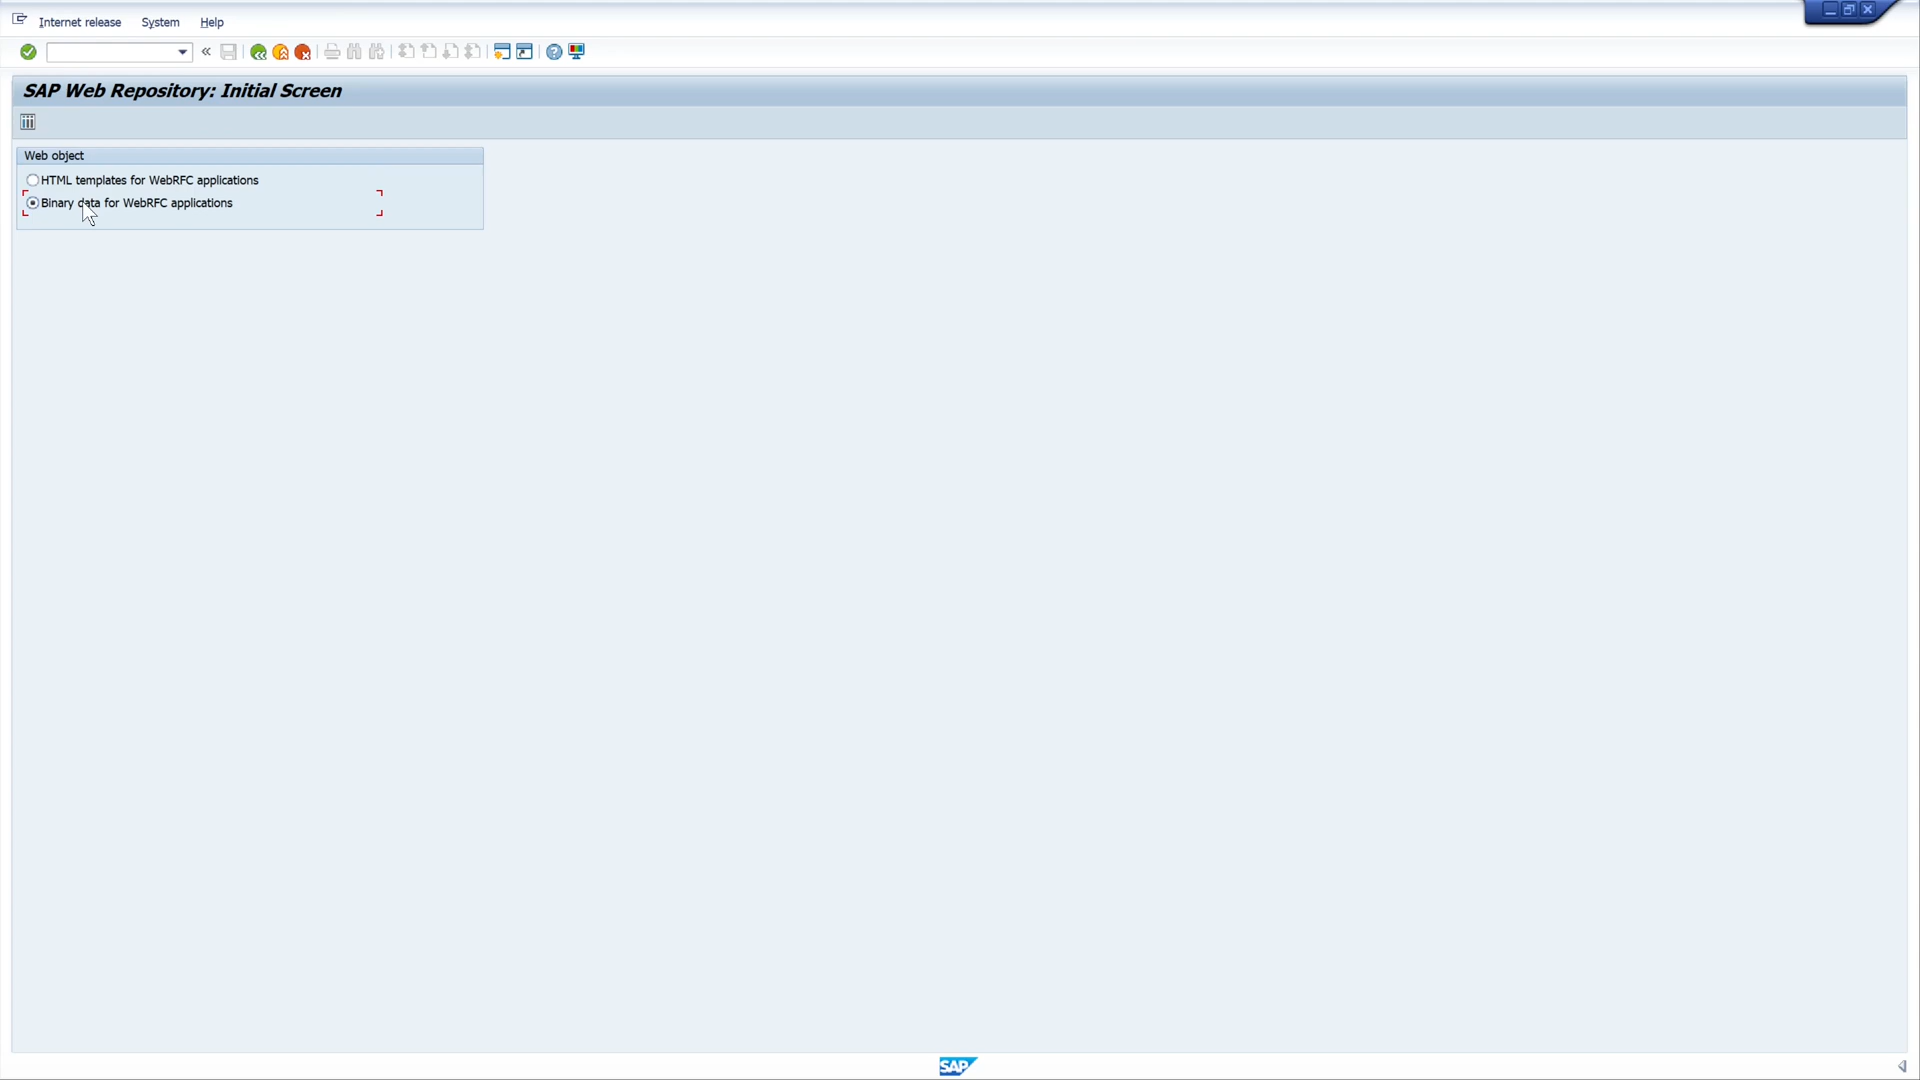 Internet release System Help
SAP Web Repository: Initial Screen
Web object
HTML templates for WebRFC applications
Binary data for WebRFC applications
SAP